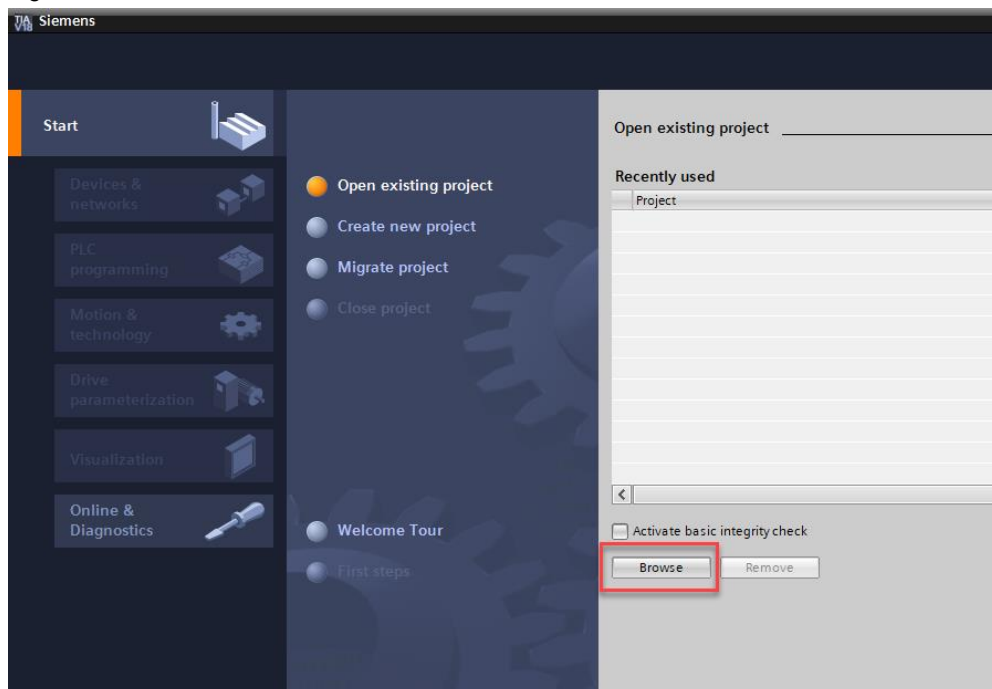 TIA
V18
Siemens
Start
Devices &
networks
PLC
programming
Motion &
technology
Drive
parameterization
Visualization
Online &
Diagnostics
Open existing project
Create new project
Migrate project
Close project
Welcome Tour
First steps
Open existing project
Recently used
Project
Activate basic integrity check
Browse
Remove